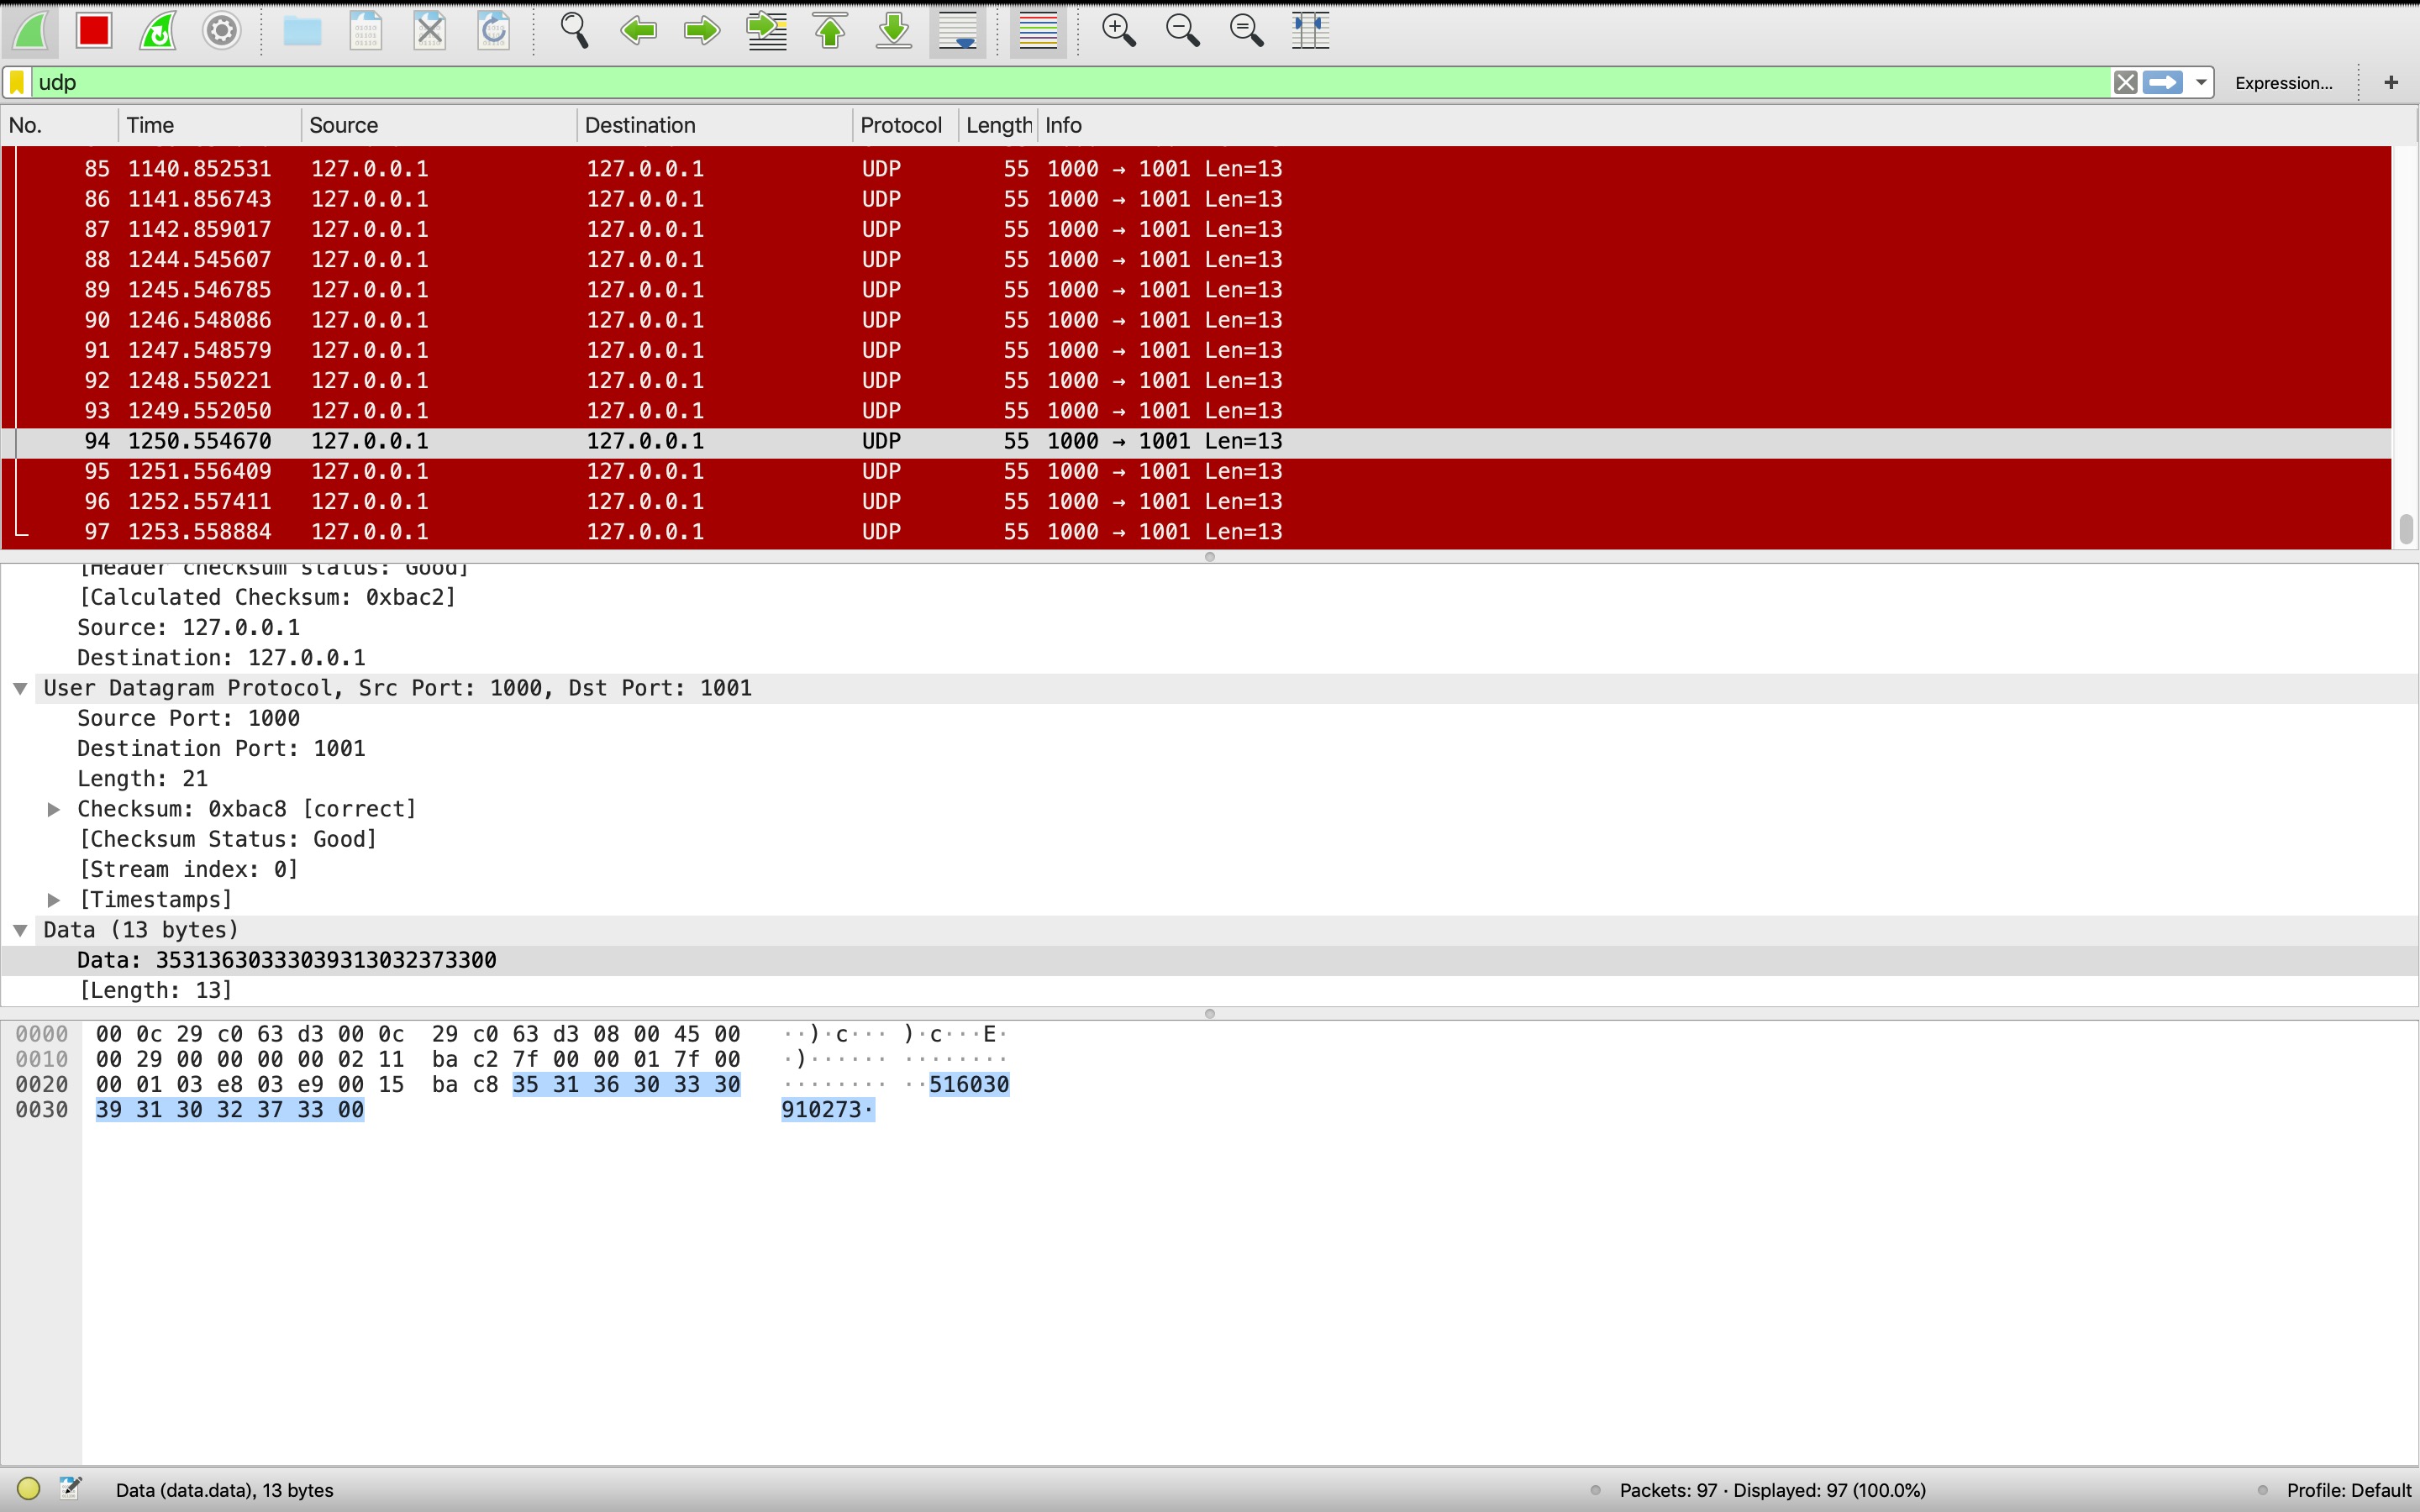 udp
Expression...
+
No. Time Source Destination Protocol Length Info
85 1140.852531 127.0.0.1 127.0.0.1 UDP 55 1000 → 1001 Len=13
86 1141.856743 127.0.0.1 127.0.0.1 UDP 55 1000 → 1001 Len=13
87 1142.859017 127.0.0.1 127.0.0.1 UDP 55 1000 → 1001 Len=13
88 1244.545607 127.0.0.1 127.0.0.1 UDP 55 1000 → 1001 Len=13
89 1245.546785 127.0.0.1 127.0.0.1 UDP 55 1000 → 1001 Len=13
90 1246.548086 127.0.0.1 127.0.0.1 UDP 55 1000 → 1001 Len=13
91 1247.548579 127.0.0.1 127.0.0.1 UDP 55 1000 → 1001 Len=13
92 1248.550221 127.0.0.1 127.0.0.1 UDP 55 1000 → 1001 Len=13
93 1249.552050 127.0.0.1 127.0.0.1 UDP 55 1000 → 1001 Len=13
94 1250.554670 127.0.0.1 127.0.0.1 UDP 55 1000 → 1001 Len=13
95 1251.556409 127.0.0.1 127.0.0.1 UDP 55 1000 → 1001 Len=13
96 1252.557411 127.0.0.1 127.0.0.1 UDP 55 1000 → 1001 Len=13
97 1253.558884 127.0.0.1 127.0.0.1 UDP 55 1000 → 1001 Len=13
[Header checksum status: Good]
[Calculated Checksum: 0xbac2]
Source: 127.0.0.1
Destination: 127.0.0.1
User Datagram Protocol, Src Port: 1000, Dst Port: 1001
Source Port: 1000
Destination Port: 1001
Length: 21
Checksum: 0xbac8 [correct]
[Checksum Status: Good]
[Stream index: 0]
[Timestamps]
Data (13 bytes)
Data: 35313630333039313032373300
[Length: 13]
0000 00 0c 29 c0 63 d3 00 0c 29 c0 63 d3 08 00 45 00 ··)·c··· )·c···E·
0010 00 29 00 00 00 00 02 11 ba c2 7f 00 00 01 7f 00 ·)······ ········
0020 00 01 03 e8 03 e9 00 15 ba c8 35 31 36 30 33 30 ········ ··516030
0030 39 31 30 32 37 33 00 910273·
Data (data.data), 13 bytes
Packets: 97 · Displayed: 97 (100.0%)
Profile: Default